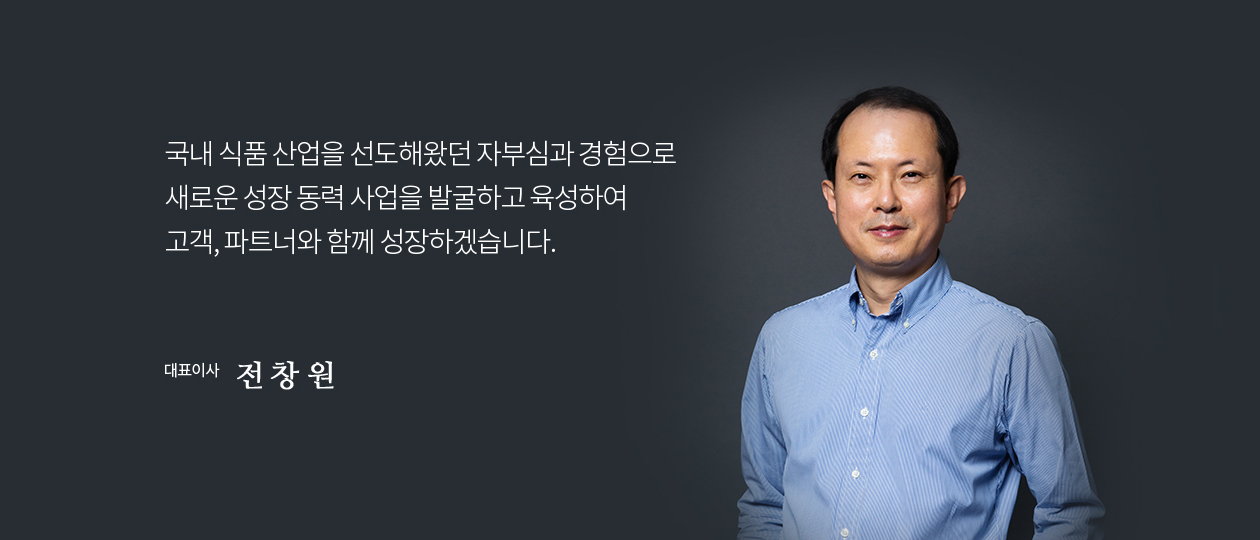 국내 식품 산업을 선도해왔던 자부심과 경험으로
새로운 성장 동력 사업을 발굴하고 육성하여
고객, 파트너와 함께 성장하겠습니다.
대표이사 전창원